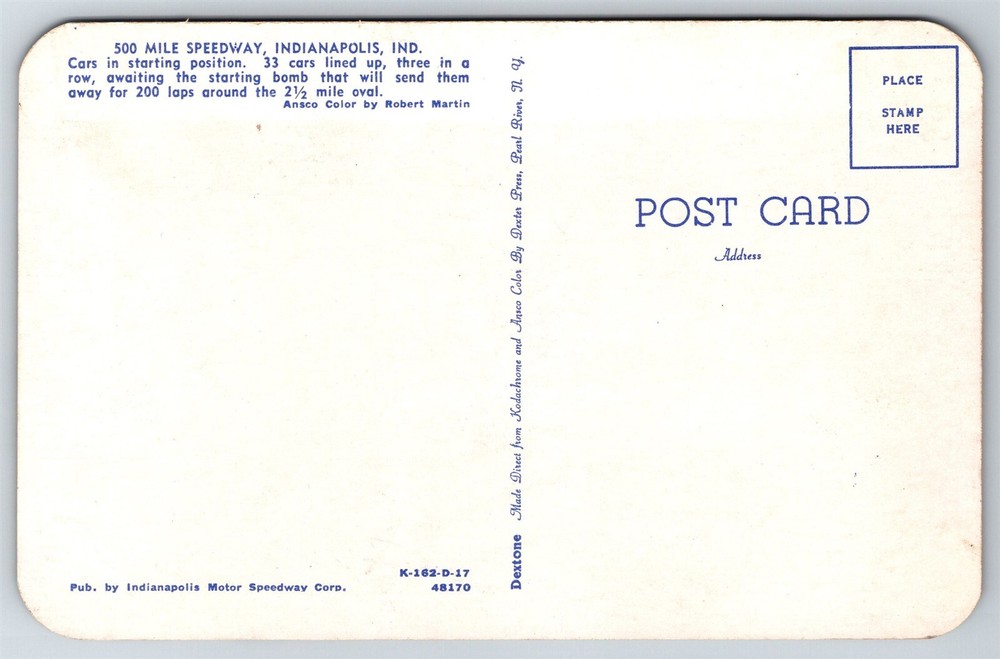 500 MILE SPEEDWAY, INDIANAPOLIS, IND.
Cars in starting position. 33 cars lined up, three in a
row, awaiting the starting bomb that will send them
away for 200 laps around the 2½ mile oval.
Ansco Color by Robert Martin
K-162-D-17
Pub. by Indianapolis Motor Speedway Corp. 48170
Dextone Made Direct from Kodachrome and Ansco Color By Dexter Press, Pearl River, N. Y.
PLACE
STAMP
HERE
POST CARD
Address